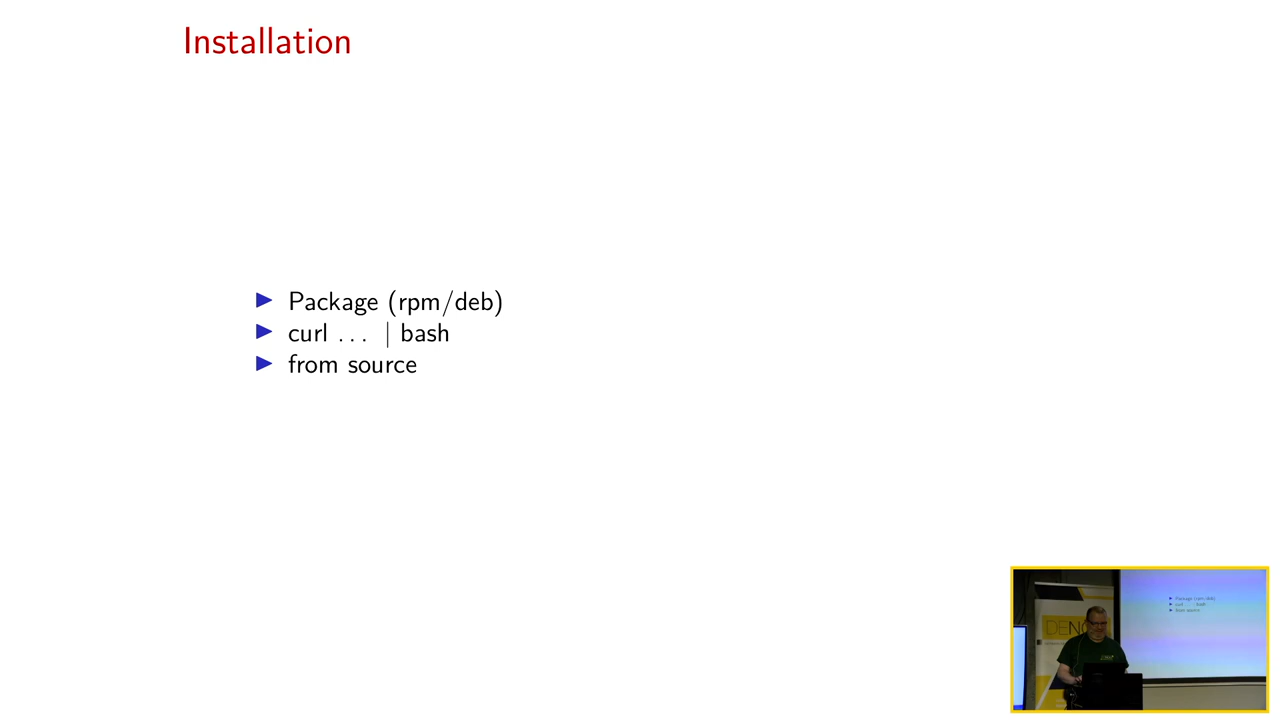 Installation
Package (rpm/deb)
curl ... | bash
from source